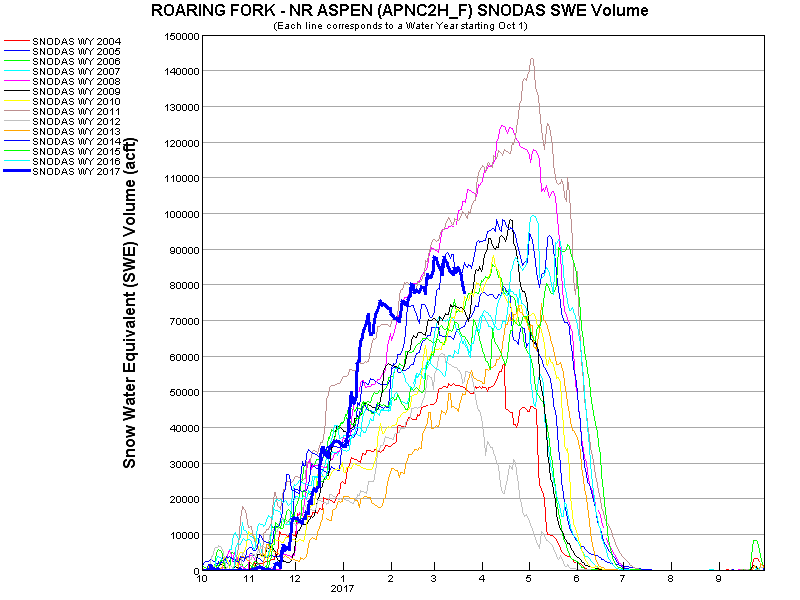 ROARING FORK - NR ASPEN (APNC2H_F) SNODAS SWE Volume
(Each line corresponds to a Water Year starting Oct 1)
SNODAS WY 2004
SNODAS WY 2005
SNODAS WY 2006
SNODAS WY 2007
SNODAS WY 2008
SNODAS WY 2009
SNODAS WY 2010
SNODAS WY 2011
SNODAS WY 2012
SNODAS WY 2013
SNODAS WY 2014
SNODAS WY 2015
SNODAS WY 2016
SNODAS WY 2017
Snow Water Equivalent (SWE) Volume (acft)
150000
140000
130000
120000
110000
100000
90000
80000
70000
60000
50000
40000
30000
20000
10000
0
10 11 12 1 2 3 4 5 6 7 8 9
2017